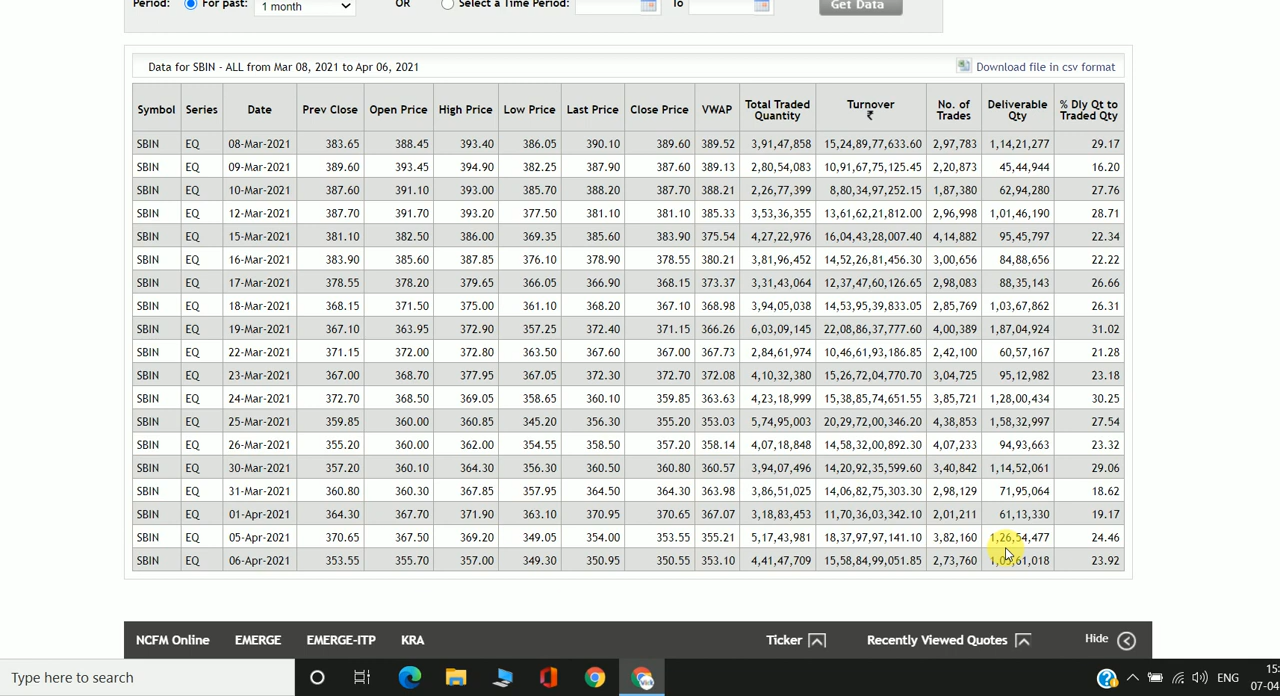 Period: For past: 1 month OR Select a Time Period: To Get Data
Data for SBIN - ALL from Mar 08, 2021 to Apr 06, 2021 Download file in csv format
Symbol Series Date Prev Close Open Price High Price Low Price Last Price Close Price VWAP Total Traded Quantity Turnover ₹ No. of Trades Deliverable Qty % Dly Qt to Traded Qty
SBIN EQ 08-Mar-2021 383.65 388.45 393.40 386.05 390.10 389.60 389.52 3,91,47,858 15,24,89,77,633.60 2,97,783 1,14,21,277 29.17
SBIN EQ 09-Mar-2021 389.60 393.45 394.90 382.25 387.90 387.60 389.13 2,80,54,083 10,91,67,75,125.45 2,20,873 45,44,944 16.20
SBIN EQ 10-Mar-2021 387.60 391.10 393.00 385.70 388.20 387.70 388.21 2,26,77,399 8,80,34,97,252.15 1,87,380 62,94,280 27.76
SBIN EQ 12-Mar-2021 387.70 391.70 393.20 377.50 381.10 381.10 385.33 3,53,36,355 13,61,62,21,812.00 2,96,998 1,01,46,190 28.71
SBIN EQ 15-Mar-2021 381.10 382.50 386.00 369.35 385.60 383.90 375.54 4,27,22,976 16,04,43,28,007.40 4,14,882 95,45,797 22.34
SBIN EQ 16-Mar-2021 383.90 385.60 387.85 376.10 378.90 378.55 380.21 3,81,96,452 14,52,26,81,456.30 3,00,656 84,88,656 22.22
SBIN EQ 17-Mar-2021 378.55 378.20 379.65 366.05 366.90 368.15 373.37 3,31,43,064 12,37,47,60,126.65 2,98,083 88,35,143 26.66
SBIN EQ 18-Mar-2021 368.15 371.50 375.00 361.10 368.20 367.10 368.98 3,94,05,038 14,53,95,39,833.05 2,85,769 1,03,67,862 26.31
SBIN EQ 19-Mar-2021 367.10 363.95 372.90 357.25 372.40 371.15 366.26 6,03,09,145 22,08,86,37,777.60 4,00,389 1,87,04,924 31.02
SBIN EQ 22-Mar-2021 371.15 372.00 372.80 363.50 367.60 367.00 367.73 2,84,61,974 10,46,61,93,186.85 2,42,100 60,57,167 21.28
SBIN EQ 23-Mar-2021 367.00 368.70 377.95 367.05 372.30 372.70 372.08 4,10,32,380 15,26,72,04,770.70 3,04,725 95,12,982 23.18
SBIN EQ 24-Mar-2021 372.70 368.50 369.05 358.65 360.10 359.85 363.63 4,23,18,999 15,38,85,74,651.55 3,85,721 1,28,00,434 30.25
SBIN EQ 25-Mar-2021 359.85 360.00 360.85 345.20 356.30 355.20 353.03 5,74,95,003 20,29,72,00,346.20 4,38,853 1,58,32,997 27.54
SBIN EQ 26-Mar-2021 355.20 360.00 362.00 354.55 358.50 357.20 358.14 4,07,18,848 14,58,32,00,892.30 4,07,233 94,93,663 23.32
SBIN EQ 30-Mar-2021 357.20 360.10 364.30 356.30 360.50 360.80 360.57 3,94,07,496 14,20,92,35,599.60 3,40,842 1,14,52,061 29.06
SBIN EQ 31-Mar-2021 360.80 360.30 367.85 357.95 364.50 364.30 363.98 3,86,51,025 14,06,82,75,303.30 2,98,129 71,95,064 18.62
SBIN EQ 01-Apr-2021 364.30 367.70 371.90 363.10 370.95 370.65 367.07 3,18,83,453 11,70,36,03,342.10 2,01,211 61,13,330 19.17
SBIN EQ 05-Apr-2021 370.65 367.50 369.20 349.05 354.00 353.55 355.21 5,17,43,981 18,37,97,97,141.10 3,82,160 1,26,54,477 24.46
SBIN EQ 06-Apr-2021 353.55 355.70 357.00 349.30 350.95 350.55 353.10 4,41,47,709 15,58,84,99,051.85 2,73,760 1,05,61,018 23.92
NCFM Online EMERGE EMERGE-ITP KRA Ticker Recently Viewed Quotes Hide
Type here to search ENG